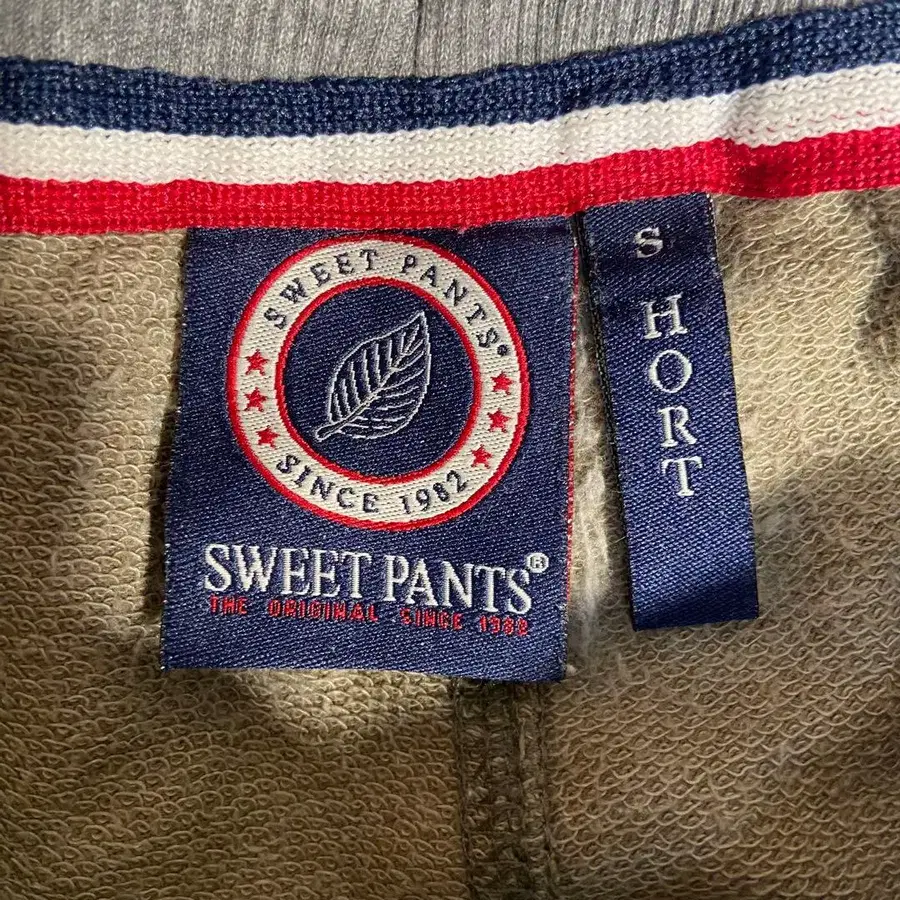 SWEET PANTS®
SINCE 1982
SWEET PANTS®
THE ORIGINAL SINCE 1982
S
HORT